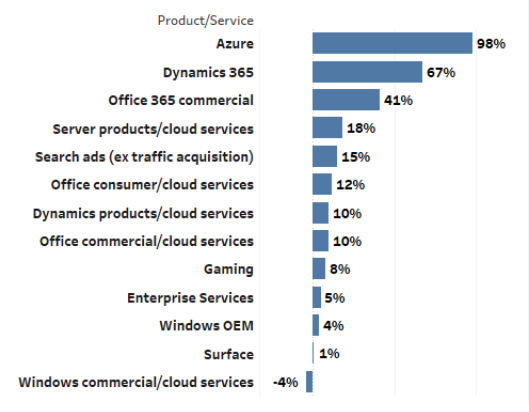 Product/Service
Azure 98%
Dynamics 365 67%
Office 365 commercial 41%
Server products/cloud services 18%
Search ads (ex traffic acquisition) 15%
Office consumer/cloud services 12%
Dynamics products/cloud services 10%
Office commercial/cloud services 10%
Gaming 8%
Enterprise Services 5%
Windows OEM 4%
Surface 1%
Windows commercial/cloud services -4%